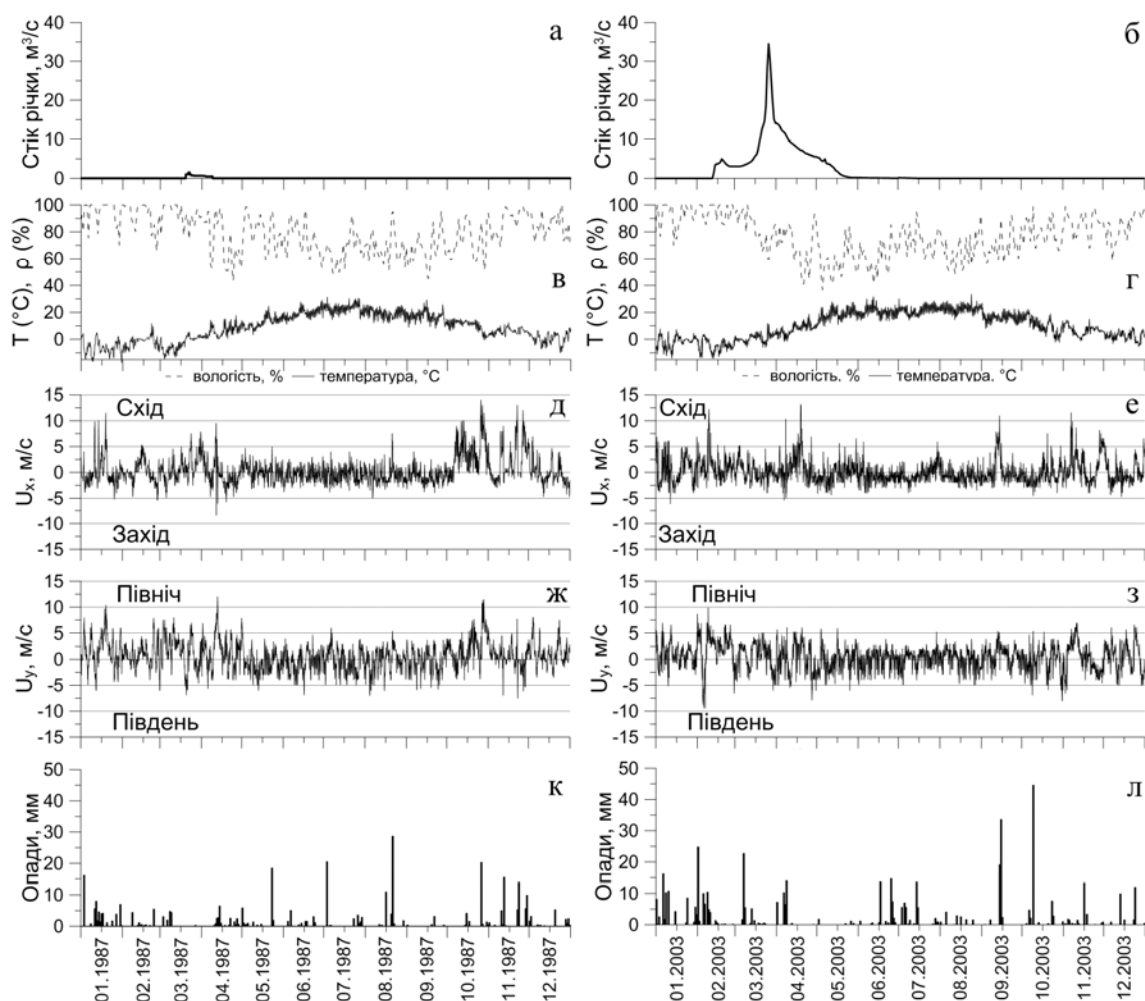 Стік річки, м³/с
40
30
20
10
0
а
Стік річки, м³/с
40
30
20
10
0
б
T (°C), ρ (%)
100
80
60
40
20
0
в
T (°C), ρ (%)
100
80
60
40
20
0
г
вологість, % температура, °C
вологість, % температура, °C
Uₓ, м/с
15
10
5
0
-5
-10
-15
Схід
Захід
д
Uₓ, м/с
15
10
5
0
-5
-10
-15
Схід
Захід
е
Uᵧ, м/с
15
10
5
0
-5
-10
-15
Північ
Південь
ж
Uᵧ, м/с
15
10
5
0
-5
-10
-15
Північ
Південь
з
Опади, мм
50
40
30
20
10
0
к
Опади, мм
50
40
30
20
10
0
л
01.1987
02.1987
03.1987
04.1987
05.1987
06.1987
07.1987
08.1987
09.1987
10.1987
11.1987
12.1987
01.2003
02.2003
03.2003
04.2003
05.2003
06.2003
07.2003
08.2003
09.2003
10.2003
11.2003
12.2003